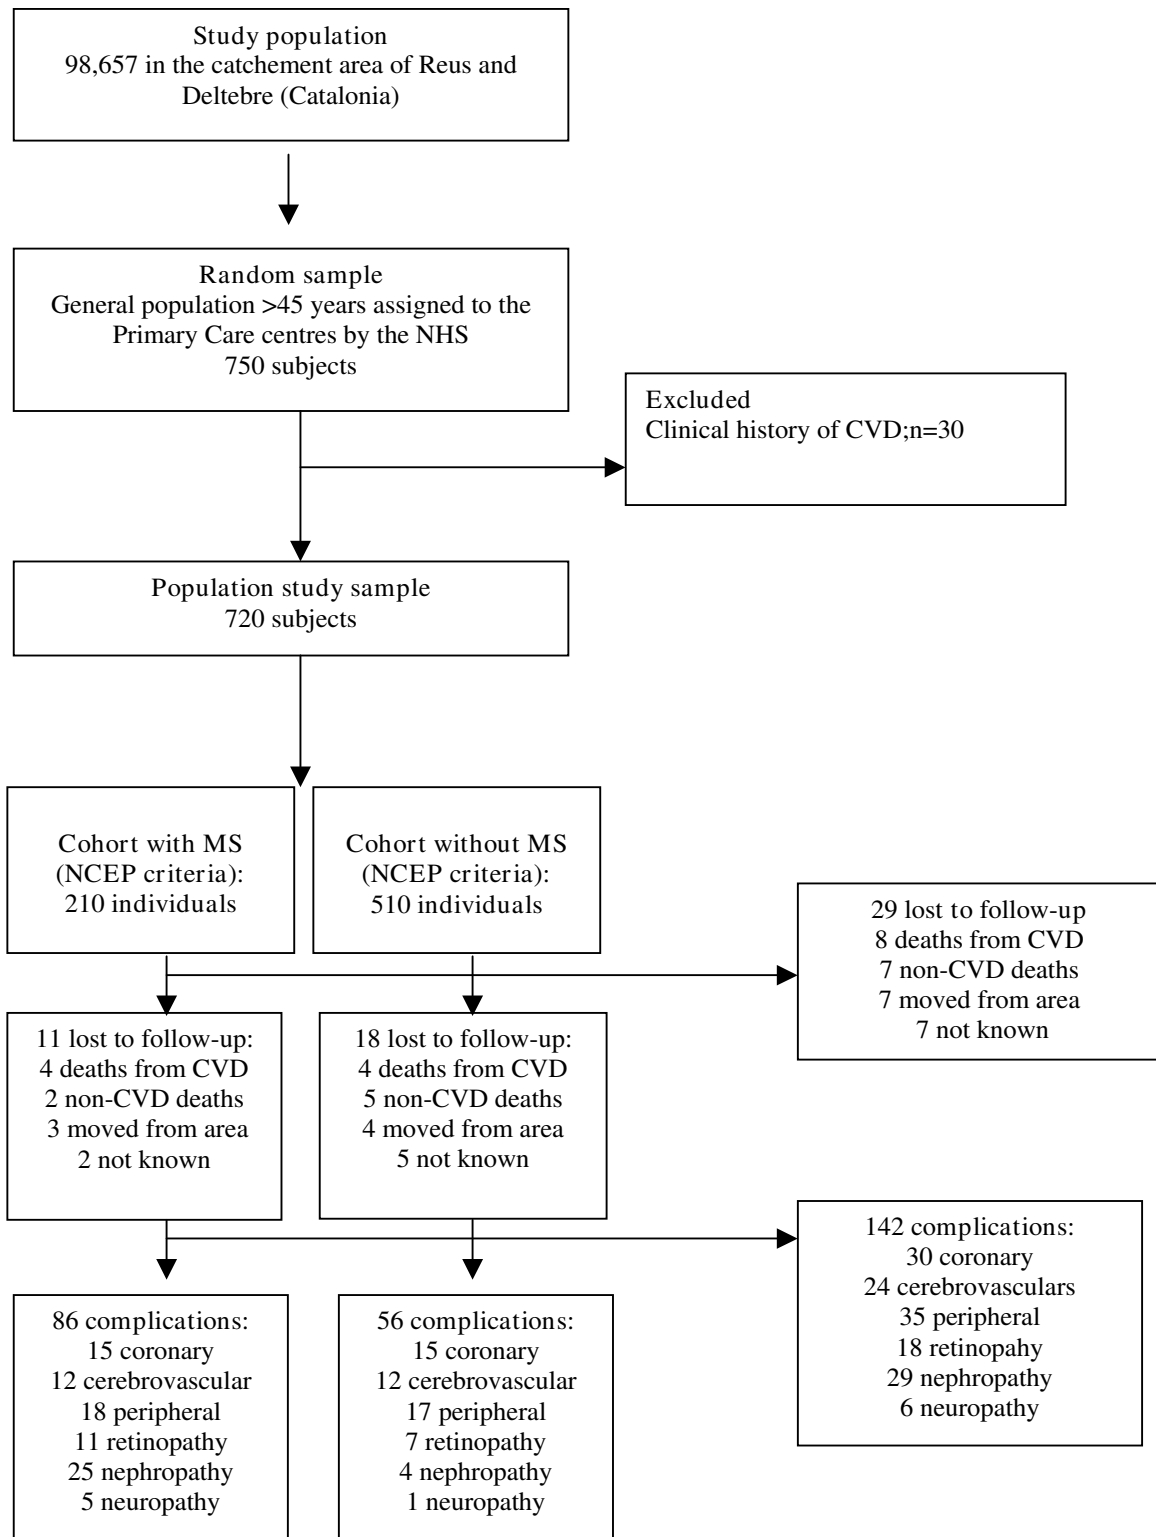 Study population
98,657 in the catchement area of Reus and
Deltebre (Catalonia)
Random sample
General population >45 years assigned to the
Primary Care centres by the NHS
750 subjects
Excluded
Clinical history of CVD;n=30
Population study sample
720 subjects
Cohort with MS
(NCEP criteria):
210 individuals
Cohort without MS
(NCEP criteria):
510 individuals
29 lost to follow-up
8 deaths from CVD
7 non-CVD deaths
7 moved from area
7 not known
11 lost to follow-up:
4 deaths from CVD
2 non-CVD deaths
3 moved from area
2 not known
18 lost to follow-up:
4 deaths from CVD
5 non-CVD deaths
4 moved from area
5 not known
142 complications:
30 coronary
24 cerebrovasculars
35 peripheral
18 retinopahy
29 nephropathy
6 neuropathy
86 complications:
15 coronary
12 cerebrovascular
18 peripheral
11 retinopathy
25 nephropathy
5 neuropathy
56 complications:
15 coronary
12 cerebrovascular
17 peripheral
7 retinopathy
4 nephropathy
1 neuropathy